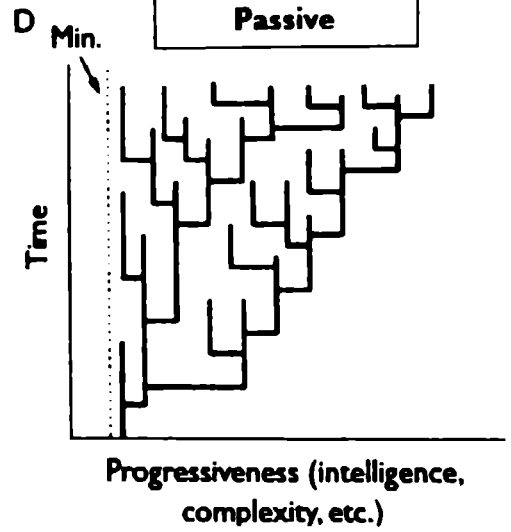 D
Passive
Min.
Time
Progressiveness (intelligence,
complexity, etc.)